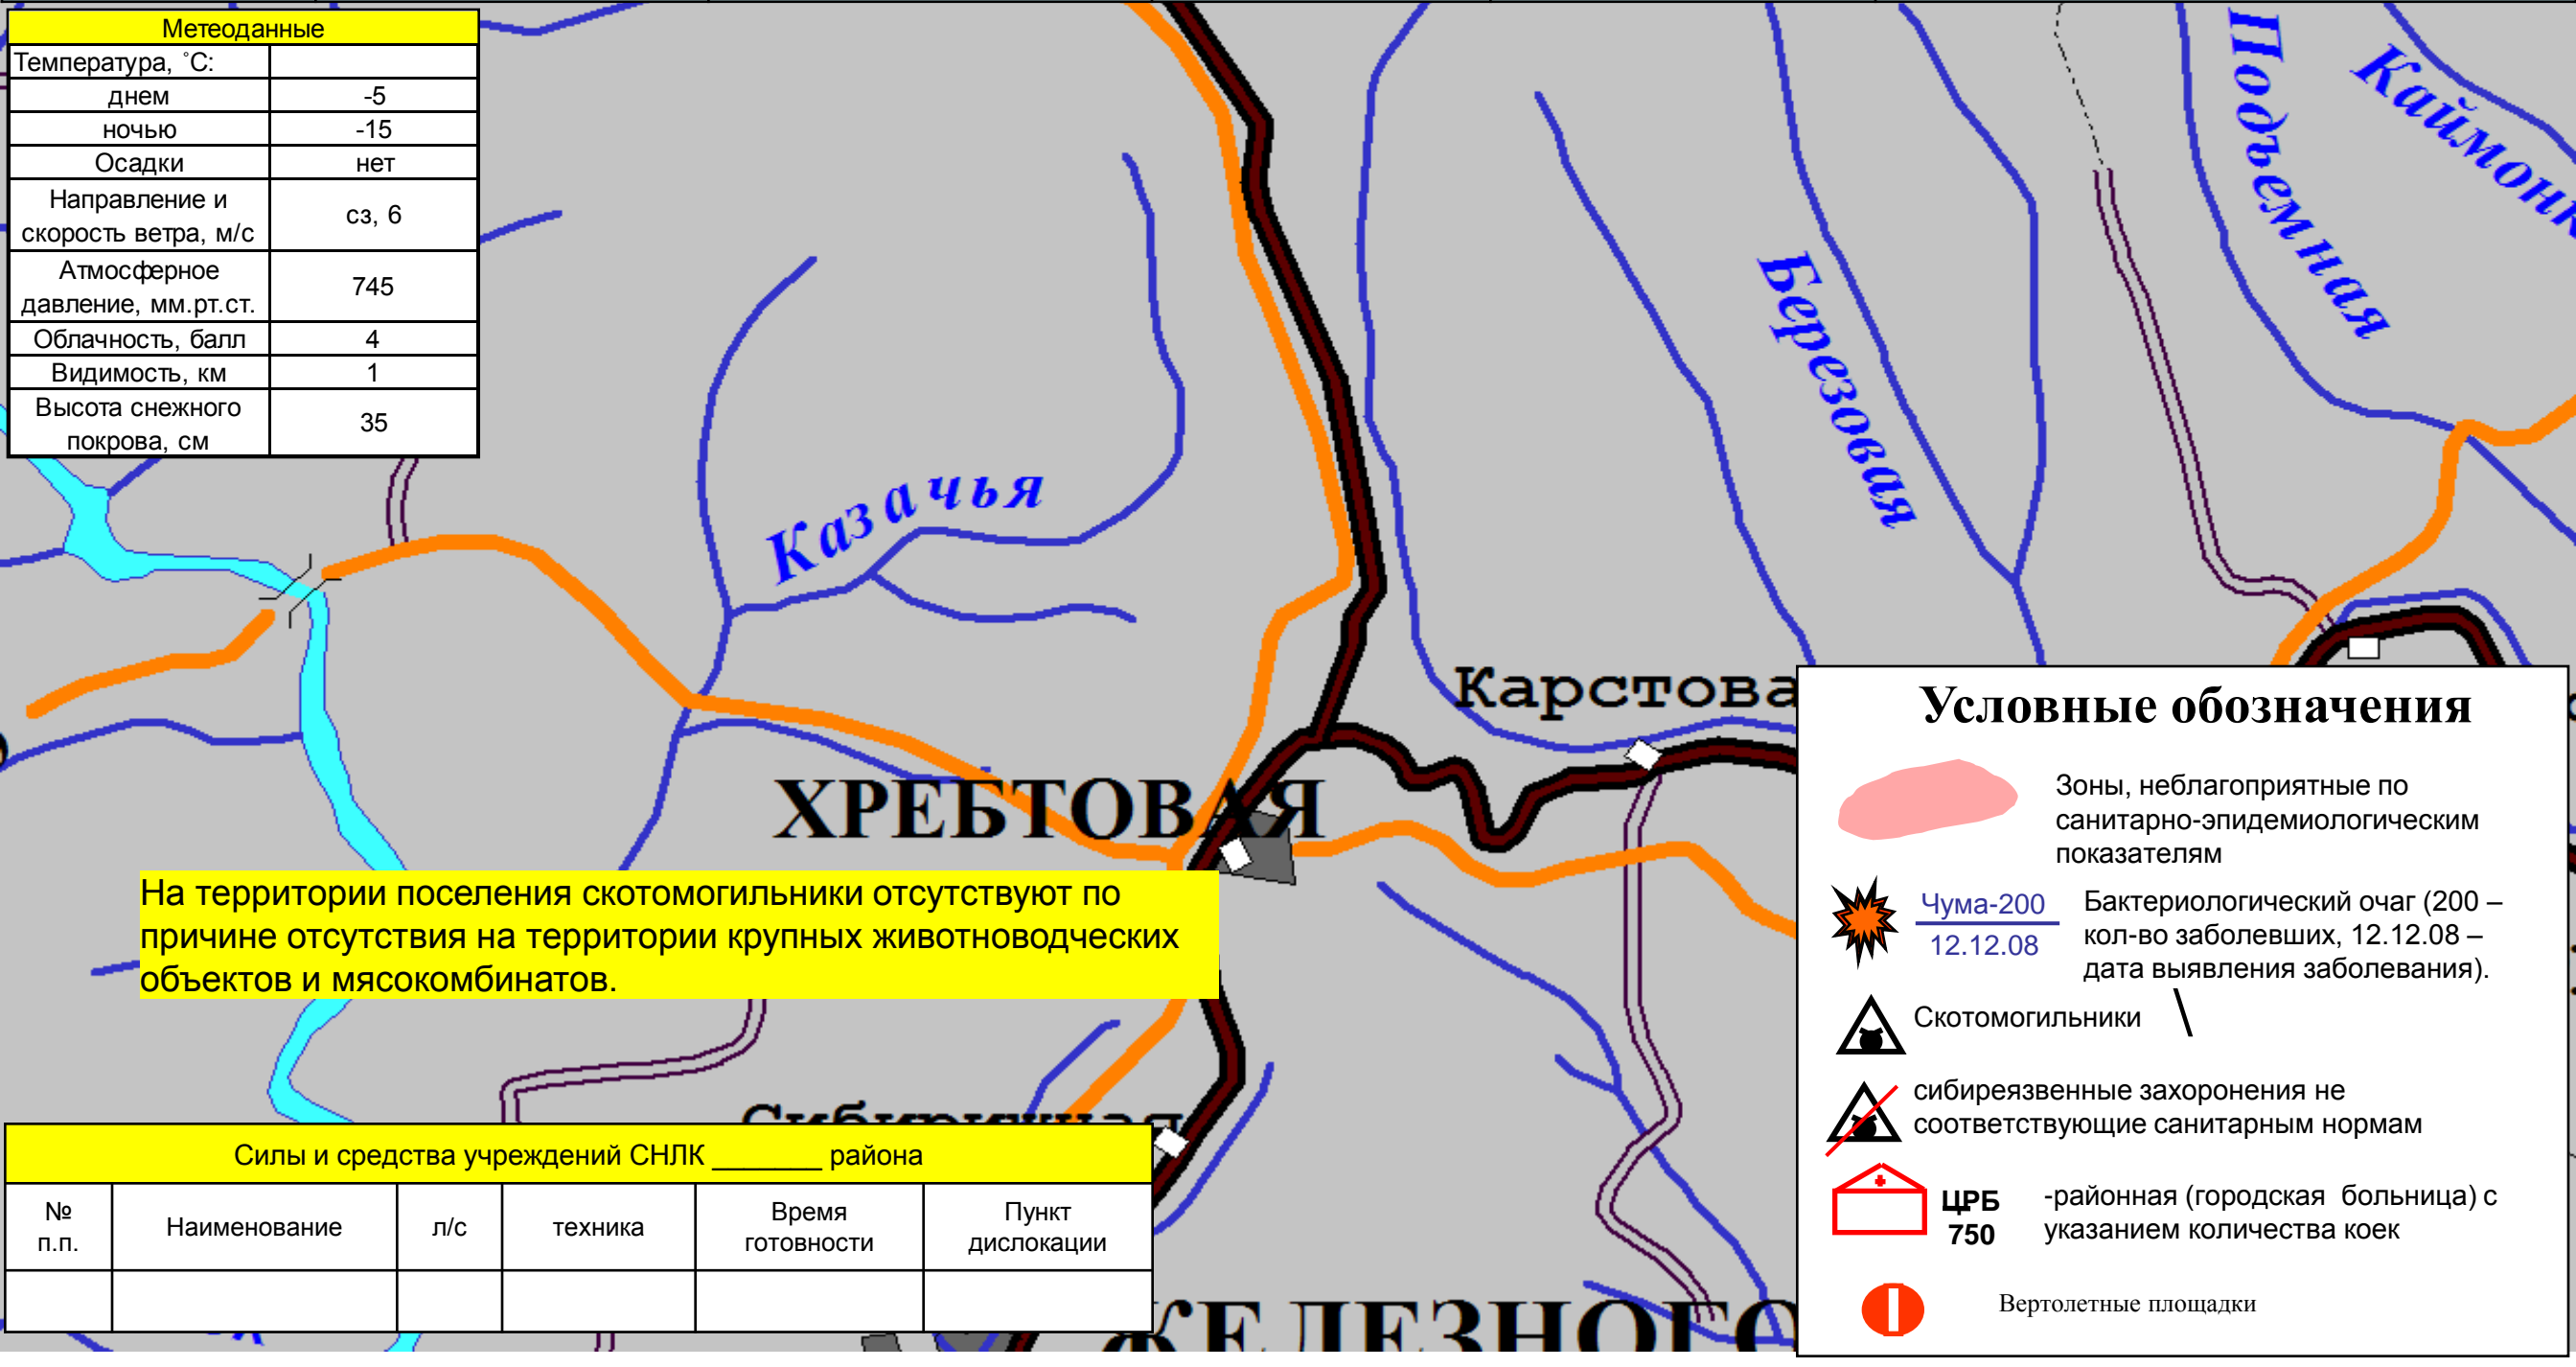 Метеоданные
Температура, ˚С:
днем -5
ночью -15
Осадки нет
Направление и
скорость ветра, м/с сз, 6
Атмосферное
давление, мм.рт.ст. 745
Облачность, балл 4
Видимость, км 1
Высота снежного
покрова, см 35
Подъемная
Березовая
Казачья
ХРЕБТОВАЯ
На территории поселения скотомогильники отсутствуют по
причине отсутствия на территории крупных животноводческих
объектов и мясокомбинатов.
Силы и средства учреждений СНЛК ________ района
№
п.п.
Наименование
л/с
техника
Время
готовности
Пункт
дислокации
Условные обозначения
Зоны, неблагоприятные по
санитарно-эпидемиологическим
показателям
Чума-200
12.12.08
Бактериологический очаг (200 –
кол-во заболевших, 12.12.08 –
дата выявления заболевания).
Скотомогильники \
сибиреязвенные захоронения не
соответствующие санитарным нормам
ЦРБ
750
-районная (городская больница) с
указанием количества коек
Вертолетные площадки